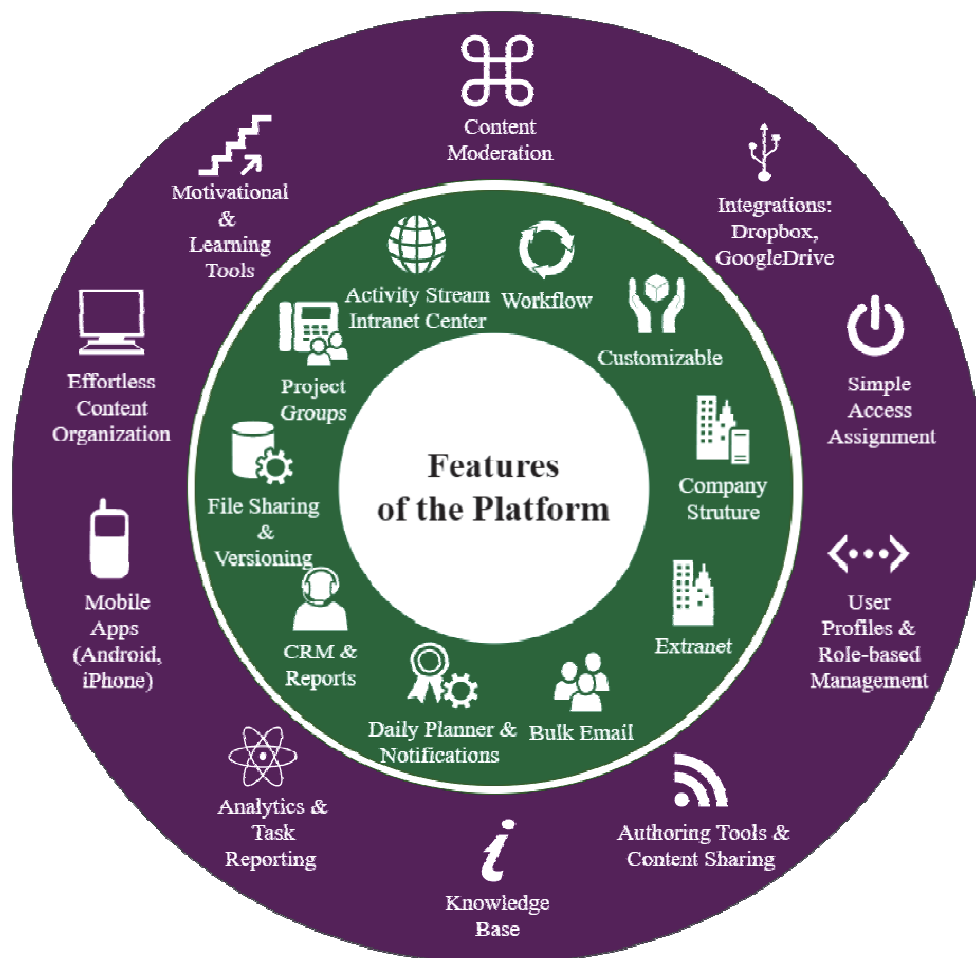 Content
Moderation
Integrations:
Dropbox,
GoogleDrive
Simple
Access
Assignment
User
Profiles &
Role-based
Management
Authoring Tools &
Content Sharing
Knowledge
Base
Analytics &
Task
Reporting
Mobile
Apps
(Android,
iPhone)
Effortless
Content
Organization
Motivational
&
Learning
Tools
Activity Stream
Intranet Center
Workflow
Customizable
Company
Struture
Extranet
Bulk Email
Daily Planner &
Notifications
CRM &
Reports
File Sharing
&
Versioning
Project
Groups
Features
of the Platform